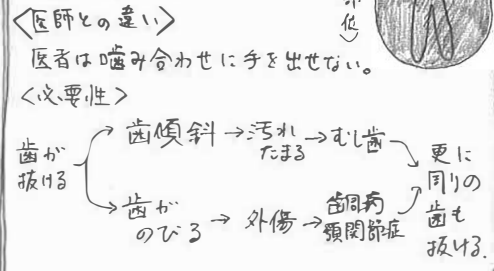 <医師との違い>
医者は噛み合わせに手を出せない。
<必要性>
歯が
抜ける
歯傾斜→汚れ
たまる→むし歯
歯が
のびる→外傷→歯周病
顎関節症
更に
周りの
歯も
抜ける.